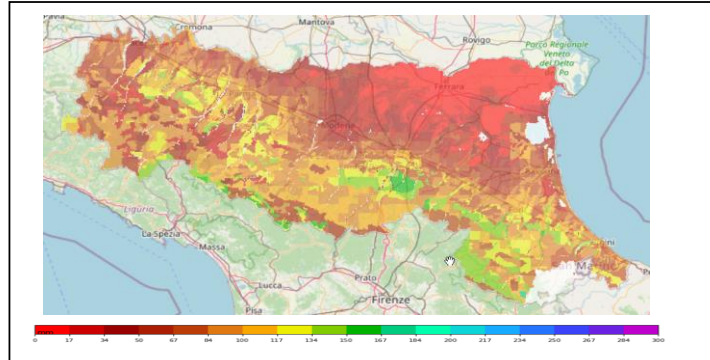 Pavia
Cremona
Mantova
Rovigo
Parco Regionale
Veneto
del Delta
Po
Ferrara
Modena
Liguria
La Spezia
Massa
Lucca
Pisa
Prato
Firenze
San Marino
0 17 34 50 67 84 100 117 134 150 167 184 200 217 234 250 267 284 300